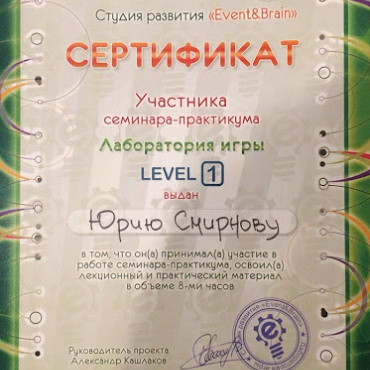 Студия развития «Event&Brain»
СЕРТИФИКАТ
Участника
семинара-практикума
Лаборатория игры
LEVEL 1
выдан
Юрию Смирнову
в том, что он(а) принимал(а) участие в
работе семинара-практикума, освоил(а)
лекционный и практический материал
в объеме 8-ми часов
Руководитель проекта
Александр Кашлаков